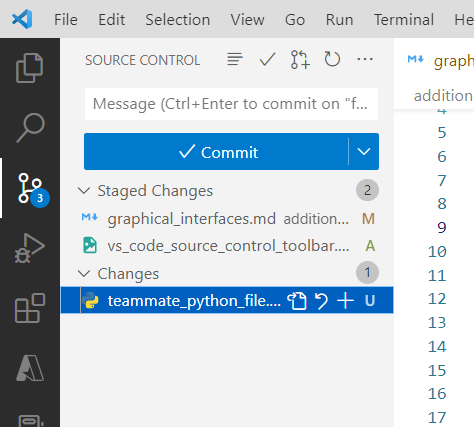 File Edit Selection View Go Run Terminal Help
SOURCE CONTROL
graph
Message (Ctrl+Enter to commit on "f...
addition
4
5
Commit
6
7
Staged Changes 2
8
graphical_interfaces.md addition... M
9
vs_code_source_control_toolbar.... A
10
Changes 1
11
teammate_python_file.... U
12
13
14
15
16
17
3